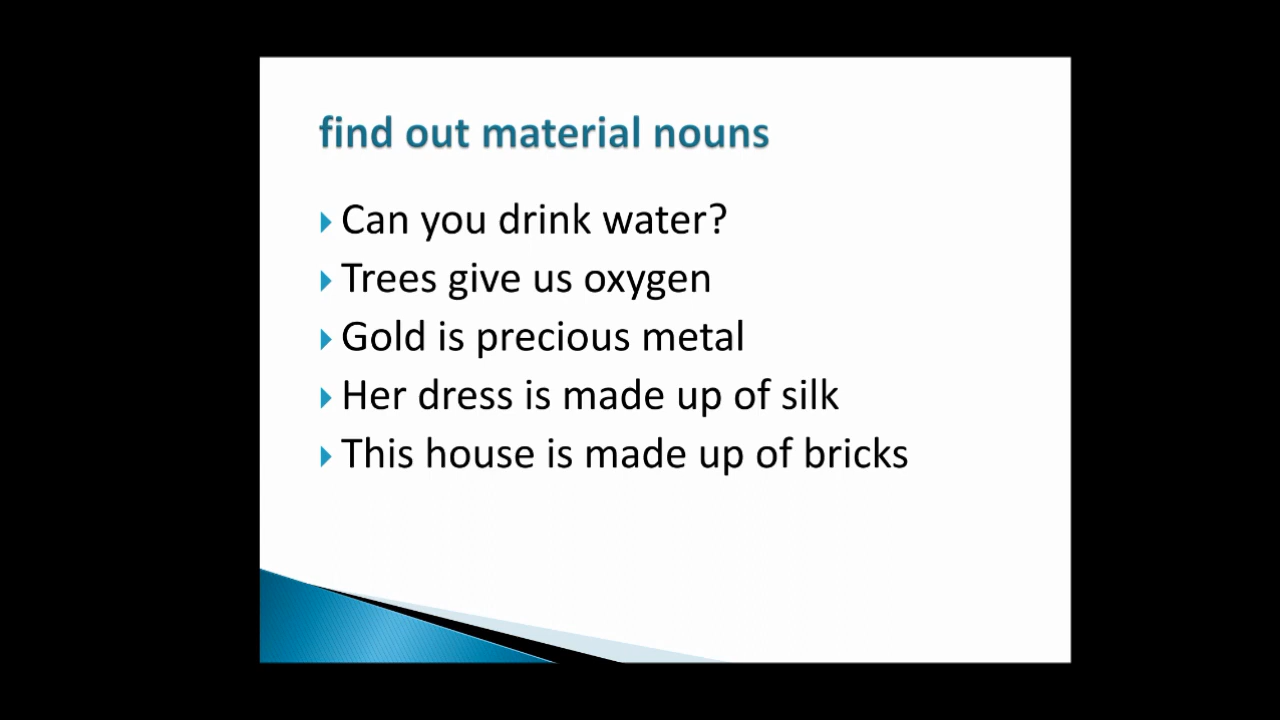 find out material nouns
Can you drink water?
Trees give us oxygen
Gold is precious metal
Her dress is made up of silk
This house is made up of bricks